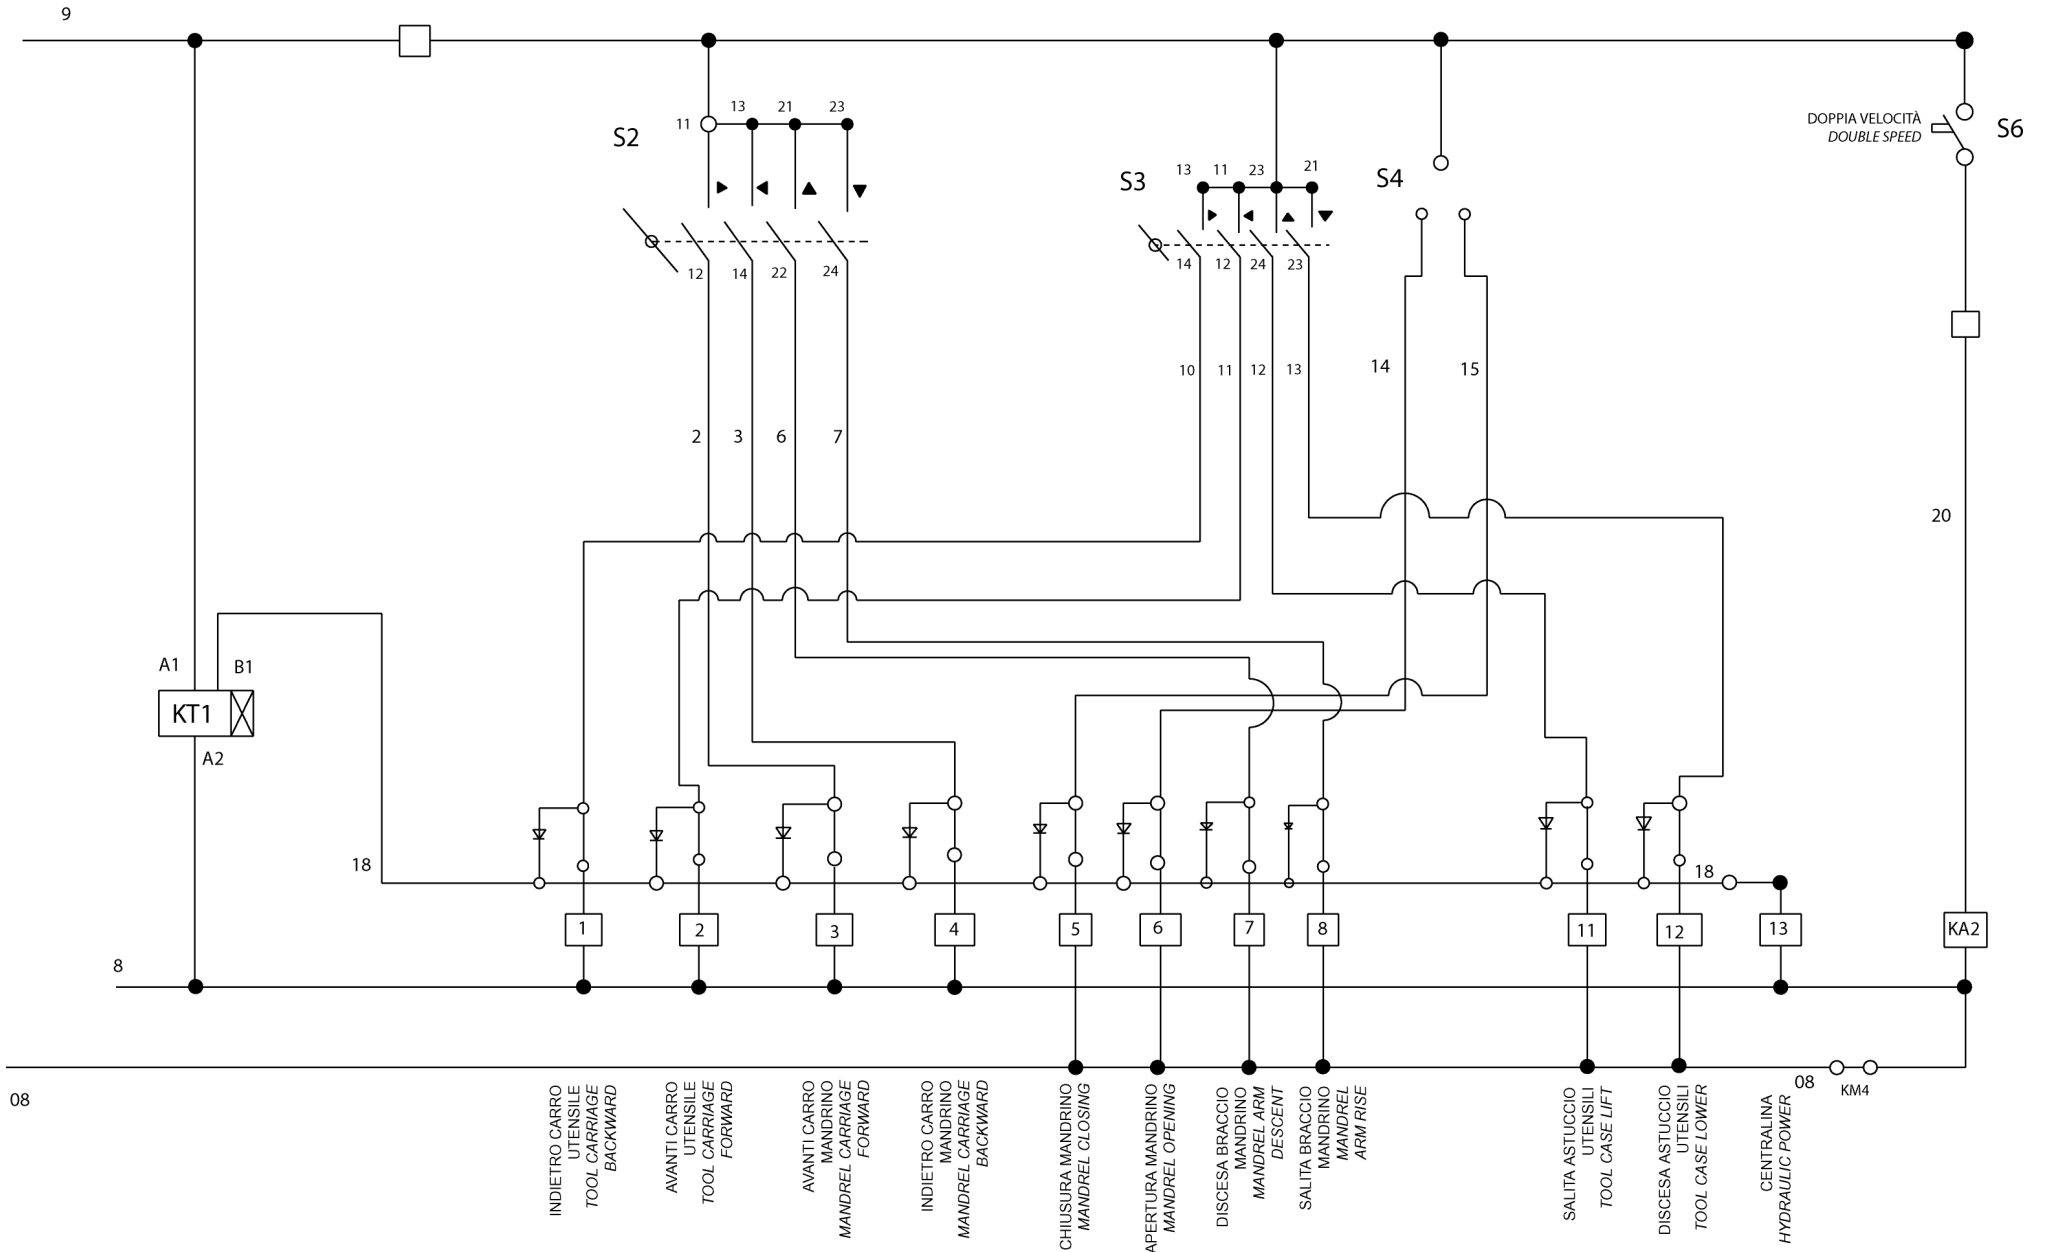 9
13
21
23
11
S2
12
14
22
24
2
3
6
7
S3
13
11
23
21
14
12
24
23
10
11
12
13
S4
14
15
DOPPIA VELOCITÀ
DOUBLE SPEED
S6
20
A1
B1
KT1
A2
18
18
1
2
3
4
5
6
7
8
11
12
13
KA2
8
08
08
KM4
INDIETRO CARRO
UTENSILE
TOOL CARRIAGE
BACKWARD
AVANTI CARRO
UTENSILE
TOOL CARRIAGE
FORWARD
AVANTI CARRO
MANDRINO
MANDREL CARRIAGE
FORWARD
INDIETRO CARRO
MANDRINO
MANDREL CARRIAGE
BACKWARD
CHIUSURA MANDRINO
MANDREL CLOSING
APERTURA MANDRINO
MANDREL OPENING
DISCESA BRACCIO
MANDRINO
MANDREL ARM
DESCENT
SALITA BRACCIO
MANDRINO
MANDREL
ARM RISE
SALITA ASTUCCIO
UTENSILI
TOOL CASE LIFT
DISCESA ASTUCCIO
UTENSILI
TOOL CASE LOWER
CENTRALINA
HYDRAULIC POWER